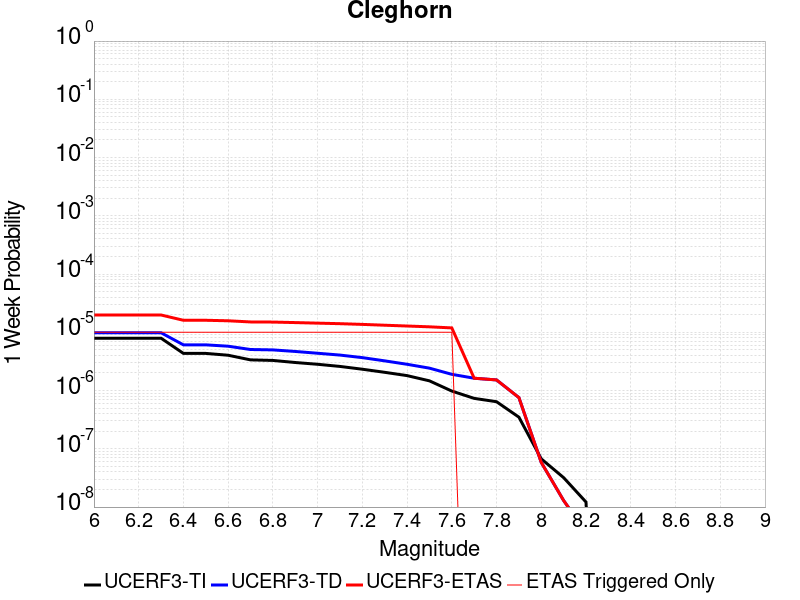 Cleghorn
10^0
10^-1
10^-2
10^-3
10^-4
10^-5
10^-6
10^-7
10^-8
1 Week Probability
6 6.2 6.4 6.6 6.8 7 7.2 7.4 7.6 7.8 8 8.2 8.4 8.6 8.8 9
Magnitude
UCERF3-TI UCERF3-TD UCERF3-ETAS ETAS Triggered Only